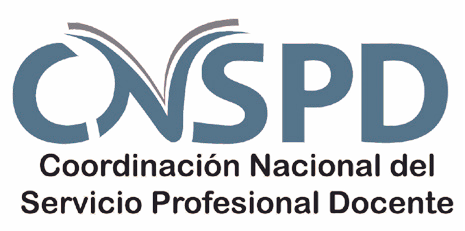 CNSPD
Coordinación Nacional del
Servicio Profesional Docente